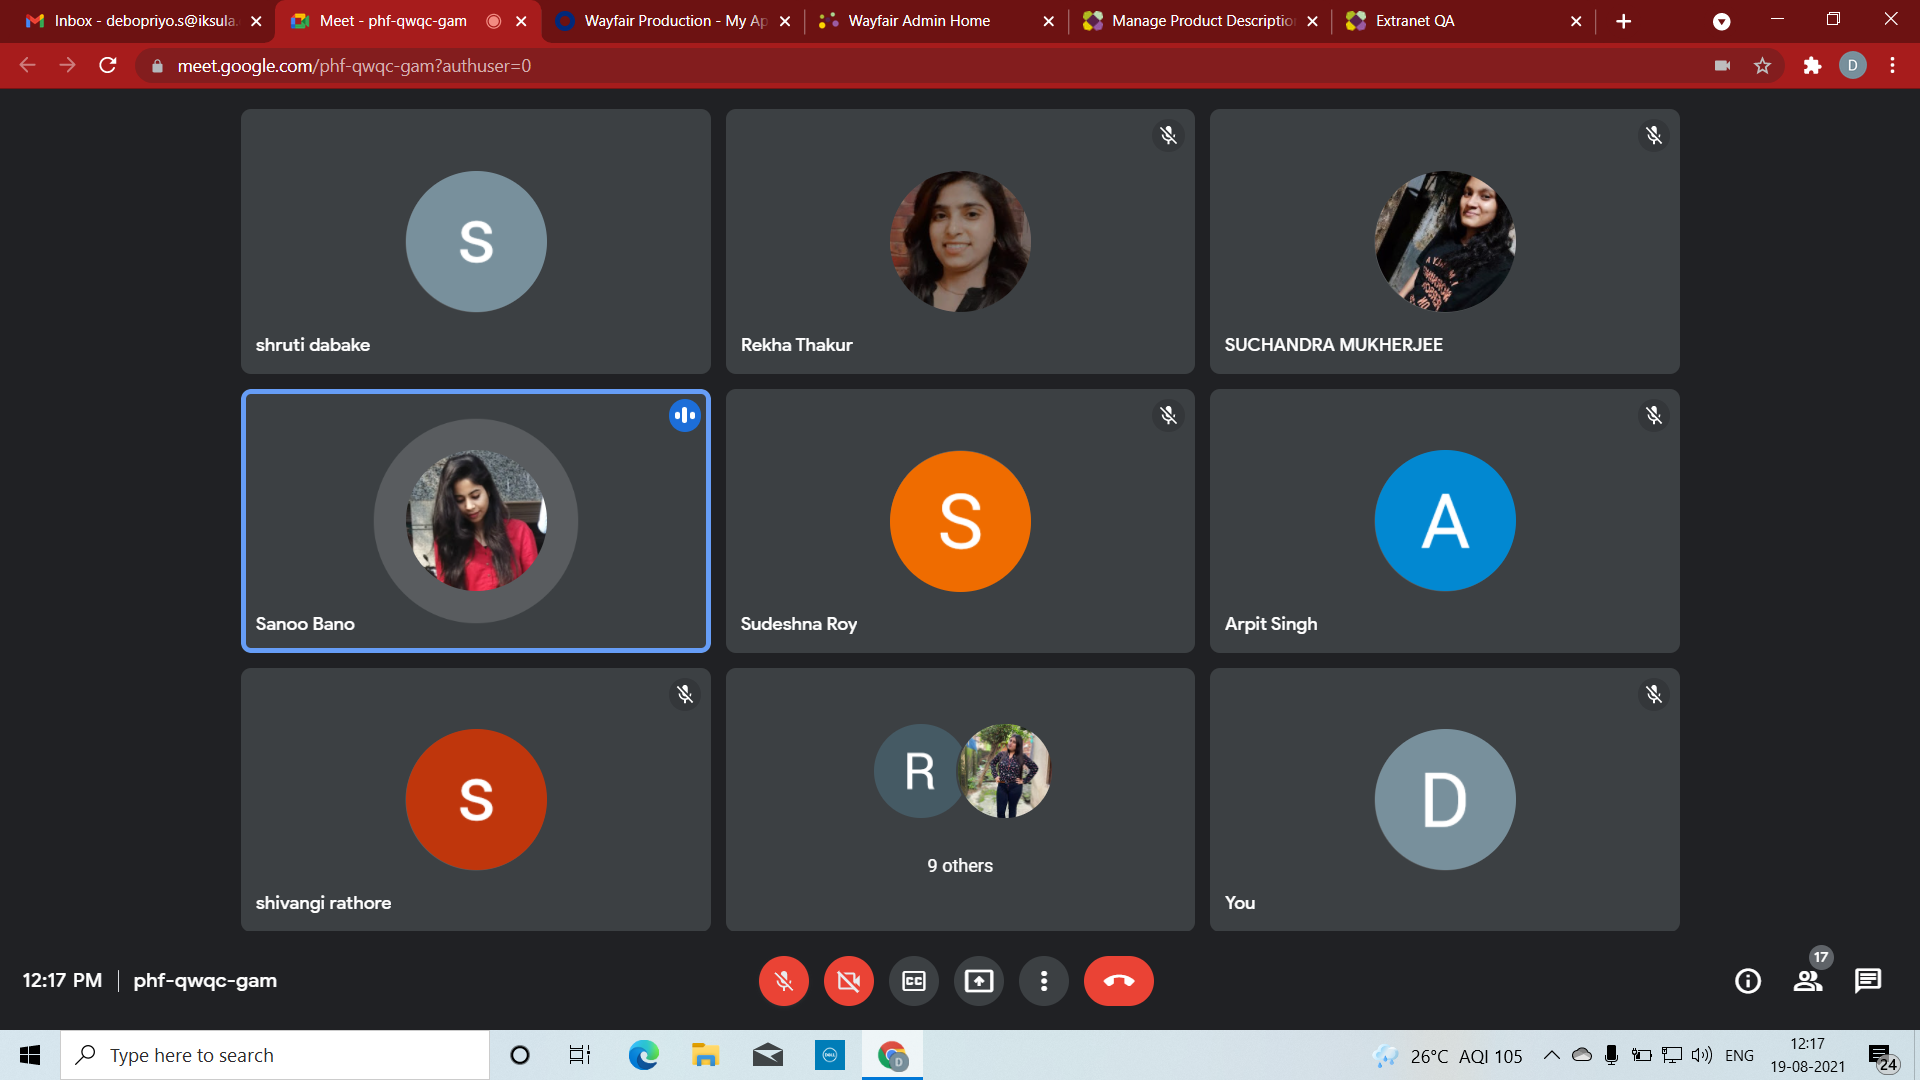 Inbox - debopriyo.s@iksula.
Meet - phf-qwqc-gam
Wayfair Production - My Ap
Wayfair Admin Home
Manage Product Descriptio
Extranet QA
meet.google.com/phf-qwqc-gam?authuser=0
D
S
shruti dabake
Rekha Thakur
SUCHANDRA MUKHERJEE
Sanoo Bano
S
Sudeshna Roy
A
Arpit Singh
S
shivangi rathore
R
9 others
D
You
12:17 PM
phf-qwqc-gam
CC
17
Type here to search
DELL
D
26°C AQI 105
ENG
12:17
19-08-2021
24